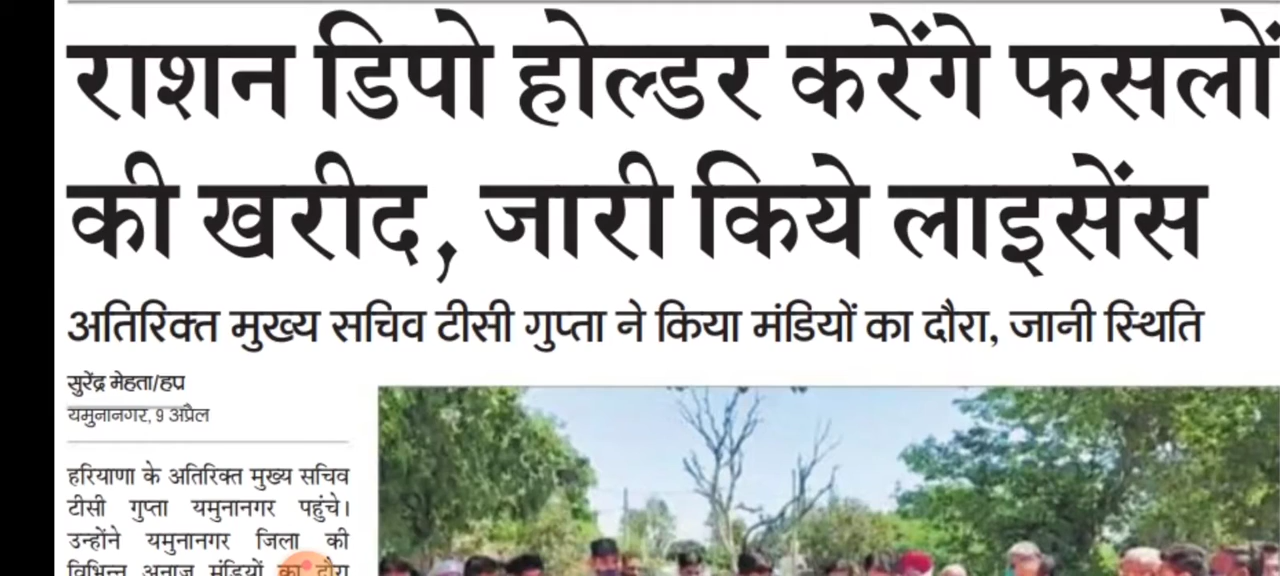 राशन डिपो होल्डर करेंगे फसलों
की खरीद, जारी किये लाइसेंस
अतिरिक्त मुख्य सचिव टीसी गुप्ता ने किया मंडियों का दौरा, जानी स्थिति
सुरेंद्र मेहता/हप्र
यमुनानगर, 9 अप्रैल
हरियाणा के अतिरिक्त मुख्य सचिव
टीसी गुप्ता यमुनानगर पहुंचे।
उन्होंने यमुनानगर जिला की
विभिन्न अनाज मंडियों का दौरा